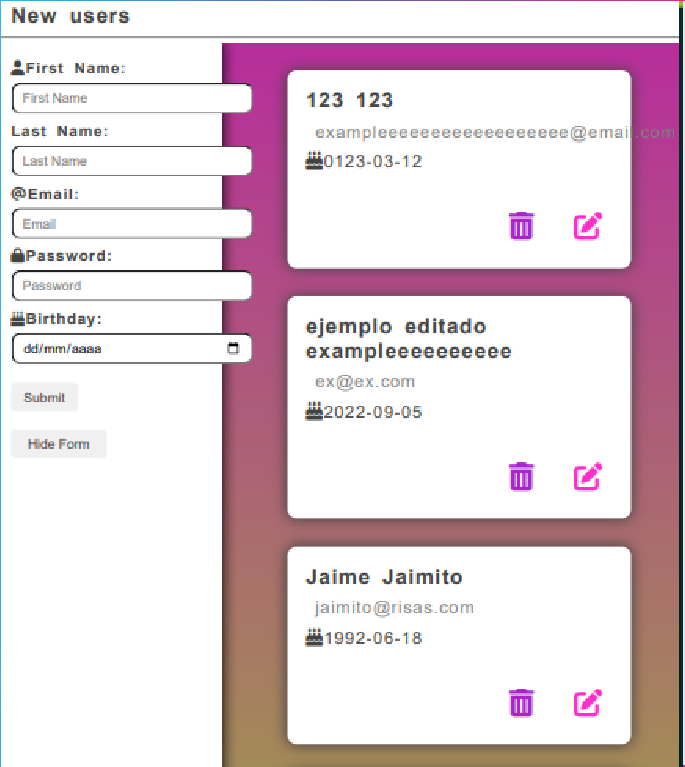 New users
First Name:
First Name
Last Name:
Last Name
@Email:
Email
Password:
Password
Birthday:
dd/mm/aaaa
Submit
Hide Form
123 123
exampleeeeeeeeeeeeeeeeeee@email.com
0123-03-12
ejemplo editado
exampleeeeeeeeeee
ex@ex.com
2022-09-05
Jaime Jaimito
jaimito@risas.com
1992-06-18